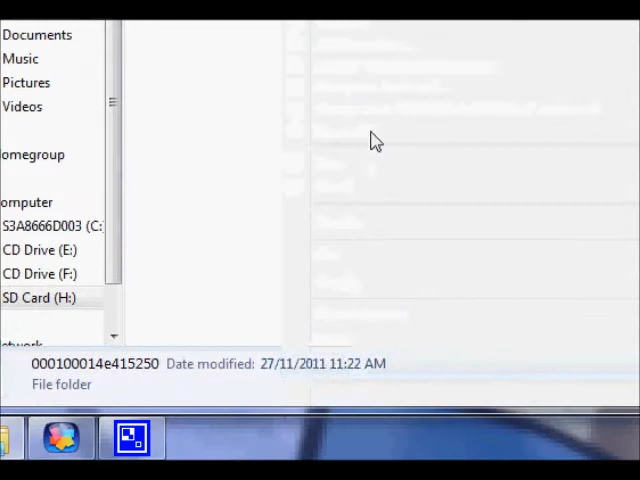 Documents
Music
Pictures
Videos
omegroup
omputer
S3A8666D003 (C:
CD Drive (E:)
CD Drive (F:)
SD Card (H:)
etwork
000100014e415250 Date modified: 27/11/2011 11:22 AM
File folder